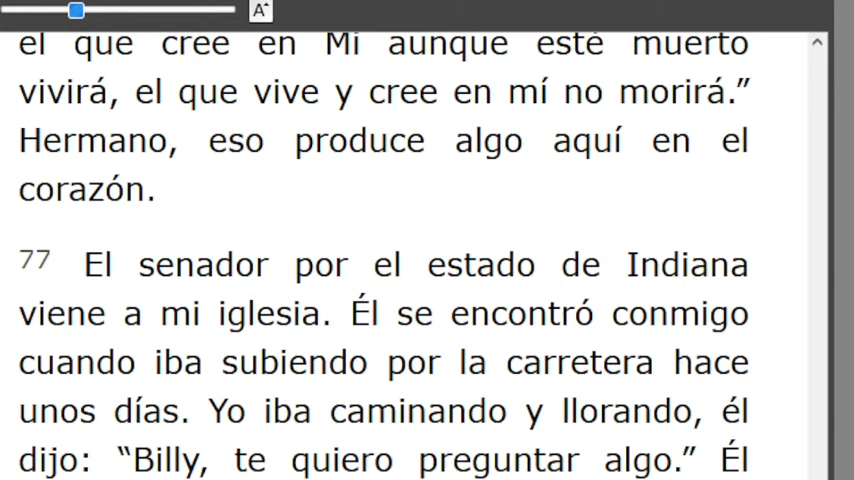 A
el que cree en Mí aunque esté muerto
vivirá, el que vive y cree en mí no morirá.”
Hermano, eso produce algo aquí en el
corazón.
77 El senador por el estado de Indiana
viene a mi iglesia. Él se encontró conmigo
cuando iba subiendo por la carretera hace
unos días. Yo iba caminando y llorando, él
dijo: “Billy, te quiero preguntar algo.” Él